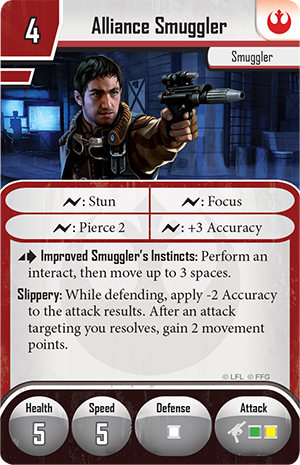 4
Alliance Smuggler
Smuggler
: Stun
: Focus
: Pierce 2
: +3 Accuracy
Improved Smuggler's Instincts: Perform an
interact, then move up to 3 spaces.
Slippery: While defending, apply -2 Accuracy
to the attack results. After an attack
targeting you resolves, gain 2 movement
points.
© LFL © FFG
Health
Speed
Defense
Attack
5
5